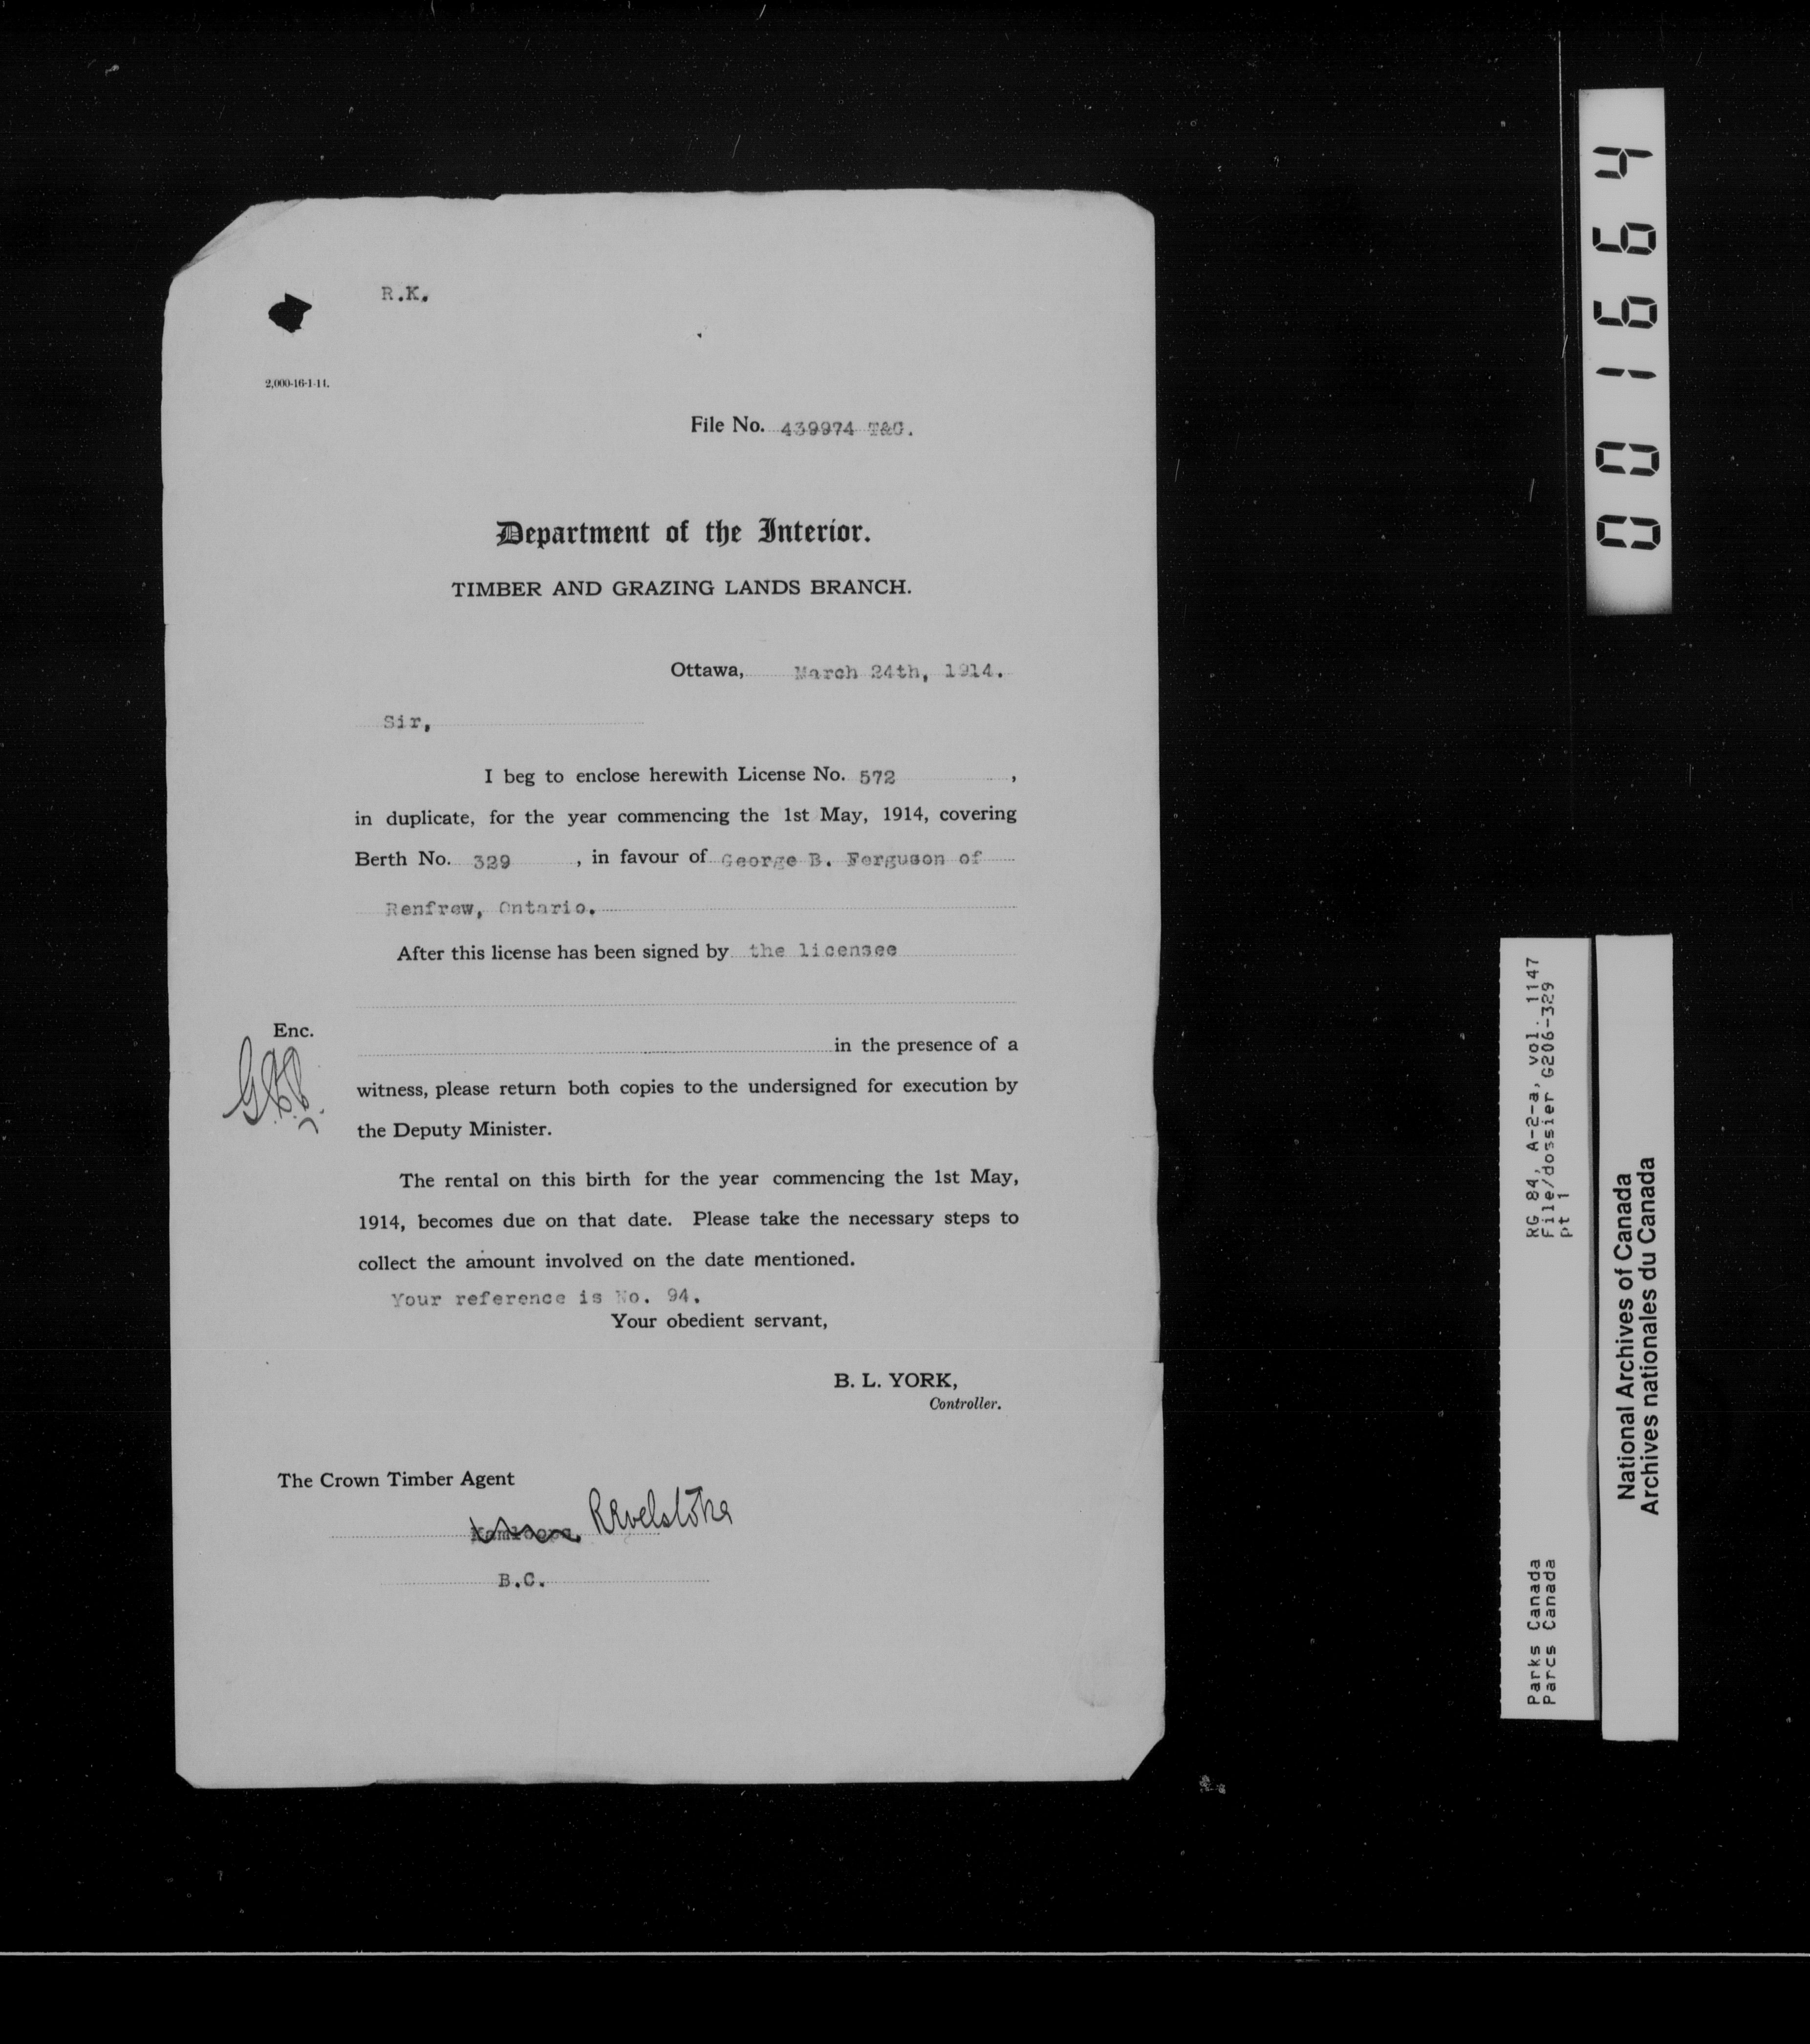 R.K.
2,000-16-1-11.
File No. 439974 T&G.
Department of the Interior.
TIMBER AND GRAZING LANDS BRANCH.
Ottawa, March 24th, 1914.
Sir,
I beg to enclose herewith License No. 572 ,
in duplicate, for the year commencing the 1st May, 1914, covering
Berth No. 329 , in favour of George B. Ferguson of
Renfrew, Ontario.
After this license has been signed by the licensee
Enc.
in the presence of a
witness, please return both copies to the undersigned for execution by
the Deputy Minister.
The rental on this birth for the year commencing the 1st May,
1914, becomes due on that date. Please take the necessary steps to
collect the amount involved on the date mentioned.
Your reference is No. 94.
Your obedient servant,
B. L. YORK,
Controller.
The Crown Timber Agent
Kamloops. Revelstoke
B.C.
001664
RG 84, A-2-a, vol. 1147
File/dossier G206-329
pt 1
Parks Canada
Parcs Canada
National Archives of Canada
Archives nationales du Canada